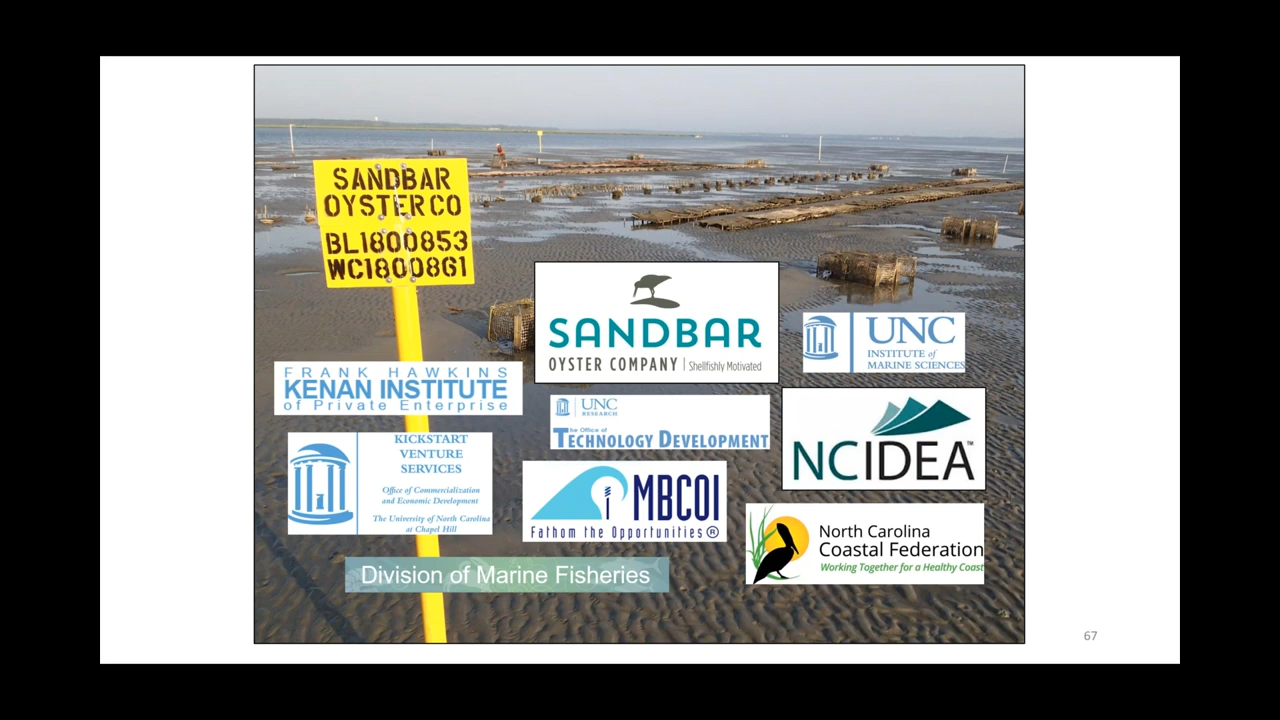 SANDBAR
OYSTER CO
BL1800853
WC1800861
SANDBAR
OYSTER COMPANY | Shellfishly Motivated
UNC
INSTITUTE of
MARINE SCIENCES
FRANK HAWKINS
KENAN INSTITUTE
of Private Enterprise
UNC
RESEARCH
The Office of
TECHNOLOGY DEVELOPMENT
NCIDEA™
KICKSTART
VENTURE
SERVICES
Office of Commercialization
and Economic Development
The University of North Carolina
at Chapel Hill
MBCOI
Fathom the Opportunities®
North Carolina
Coastal Federation
Working Together for a Healthy Coast
Division of Marine Fisheries
67